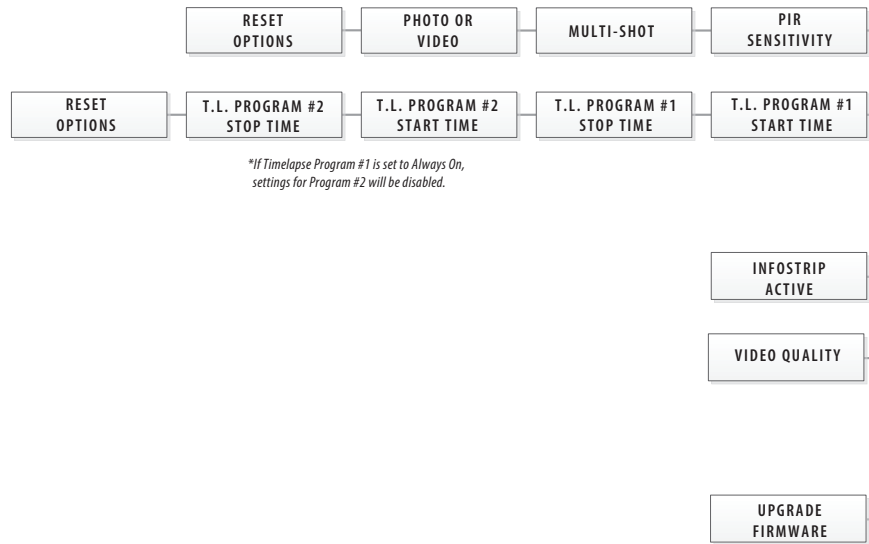 RESET
OPTIONS
PHOTO OR
VIDEO
MULTI-SHOT
PIR
SENSITIVITY
RESET
OPTIONS
T.L. PROGRAM #2
STOP TIME
T.L. PROGRAM #2
START TIME
T.L. PROGRAM #1
STOP TIME
T.L. PROGRAM #1
START TIME
*If Timelapse Program #1 is set to Always On,
settings for Program #2 will be disabled.
INFOSTRIP
ACTIVE
VIDEO QUALITY
UPGRADE
FIRMWARE